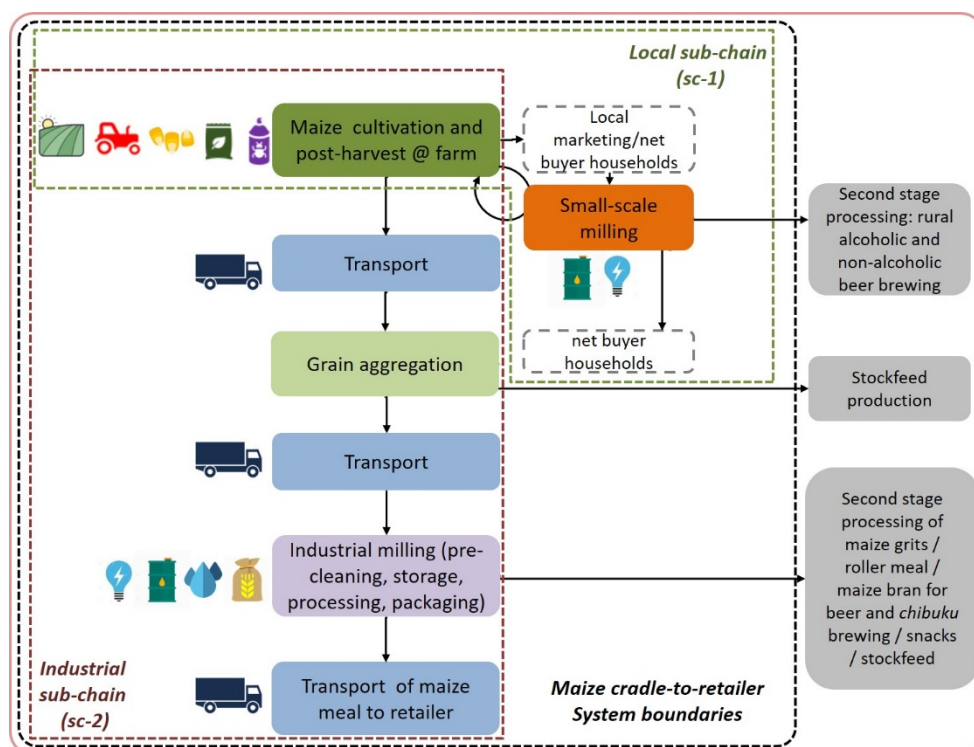 Local sub-chain
(sc-1)
Maize cultivation and
post-harvest @ farm
Local
marketing/net
buyer households
Small-scale
milling
Second stage
processing: rural
alcoholic and
non-alcoholic
beer brewing
Transport
net buyer
households
Grain aggregation
Stockfeed
production
Transport
Industrial milling (pre-
cleaning, storage,
processing, packaging)
Second stage
processing of
maize grits /
roller meal /
maize bran for
beer and chibuku
brewing / snacks
/ stockfeed
Industrial
sub-chain
(sc-2)
Transport of maize
meal to retailer
Maize cradle-to-retailer
System boundaries